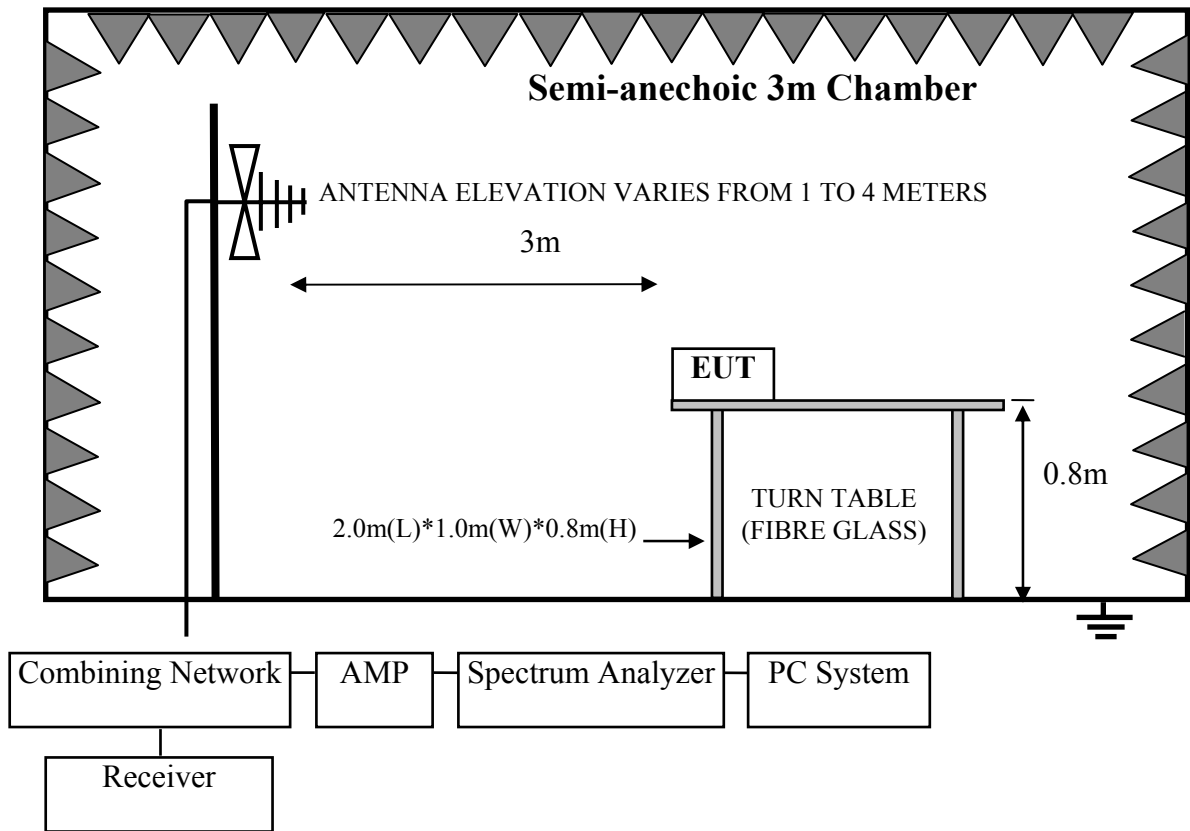 Semi-anechoic 3m Chamber
ANTENNA ELEVATION VARIES FROM 1 TO 4 METERS
3m
EUT
0.8m
TURN TABLE
(FIBRE GLASS)
2.0m(L)*1.0m(W)*0.8m(H)
Combining Network
AMP
Spectrum Analyzer
PC System
Receiver